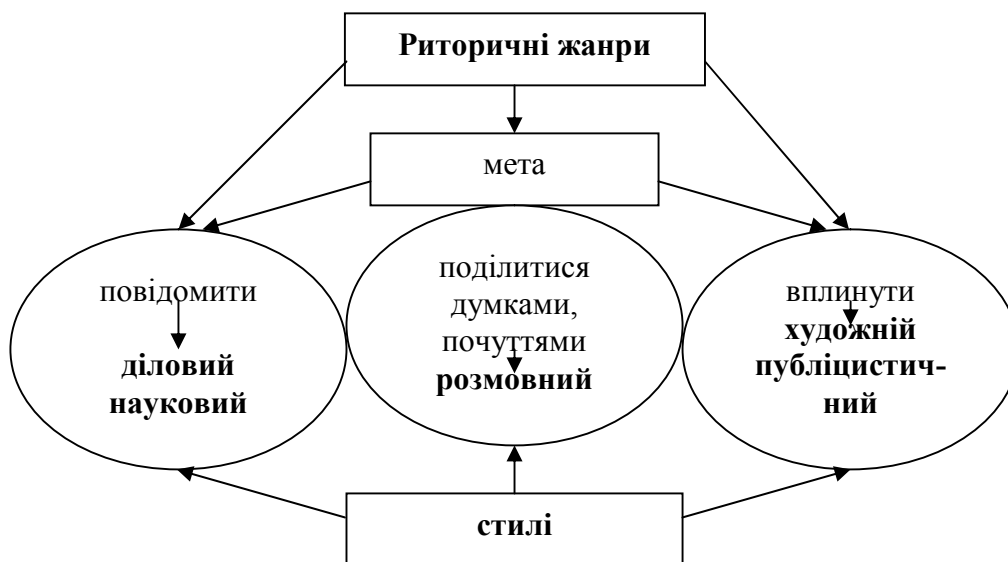 Риторичні жанри
мета
повідомити
діловий
науковий
поділитися
думками,
почуттями
розмовний
вплинути
художній
публіцистич-
ний
стилі